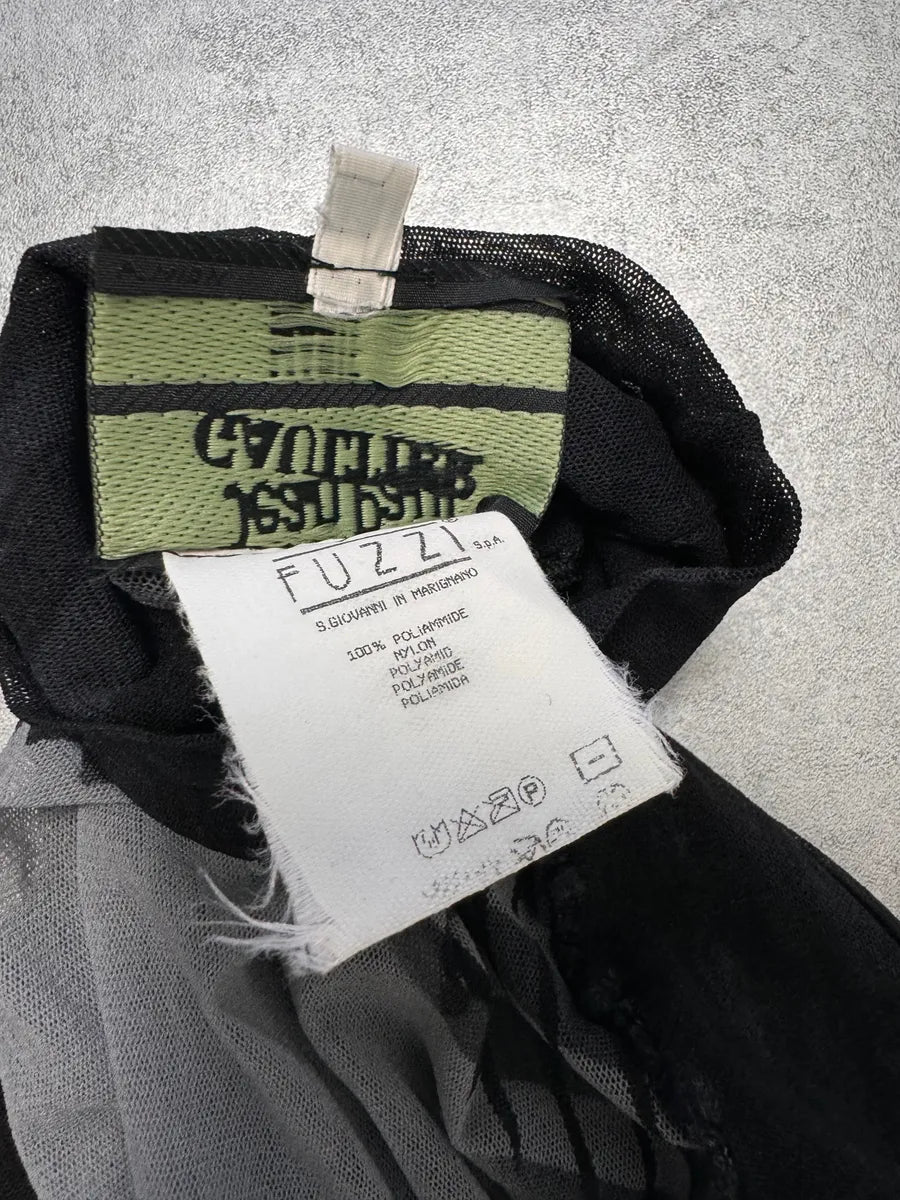 FUZZI® S.p.A.
S.GIOVANNI IN MARIGNANO
100% POLIAMMIDE
NYLON
POLYAMID
POLYAMIDE
POLIAMIDA
P